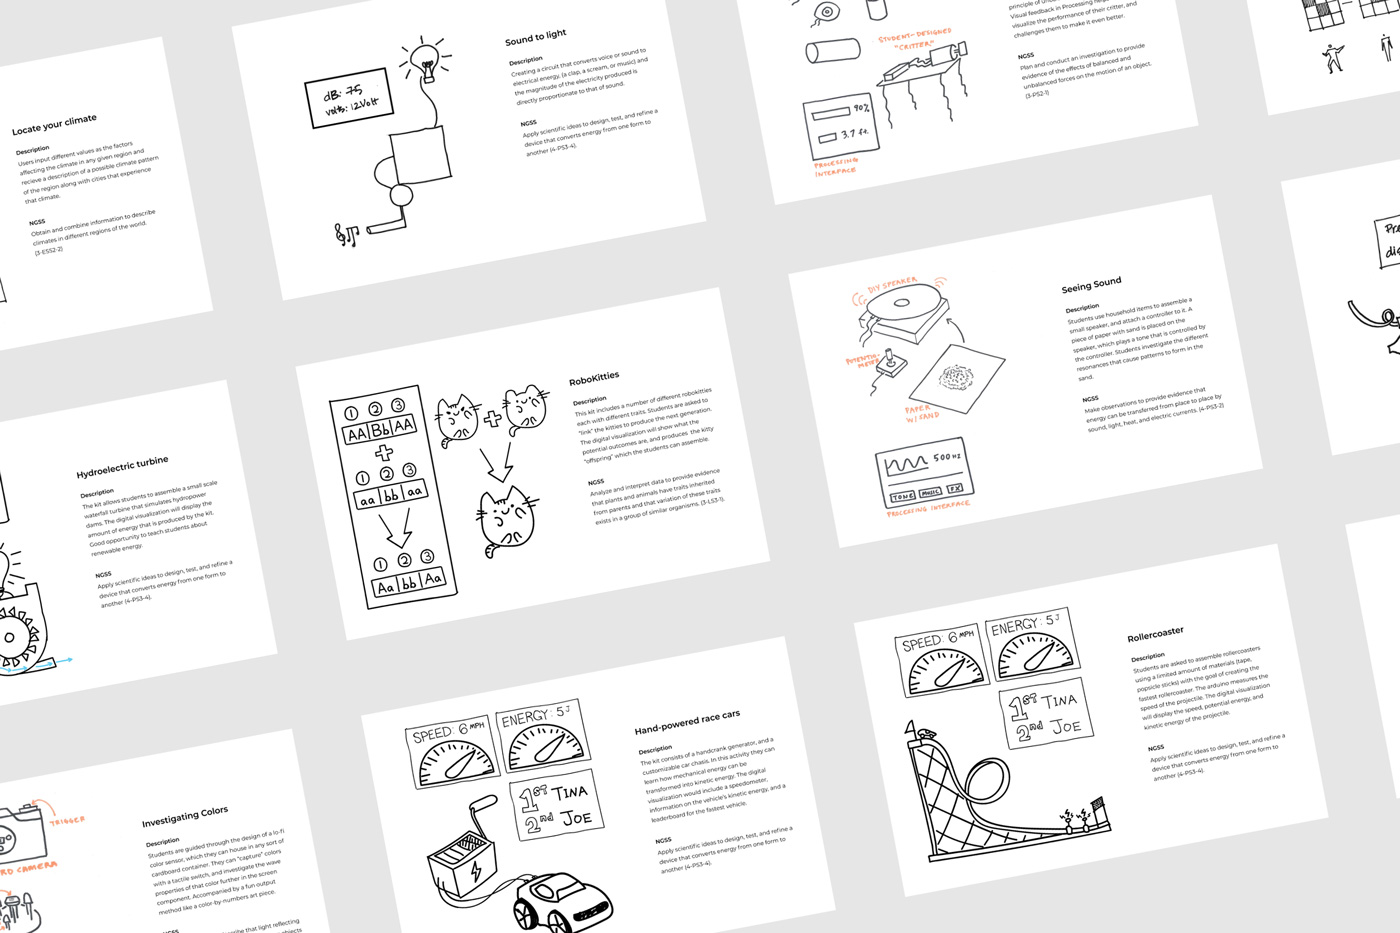 Locate your climate
Description
Users input different values as the factors
affecting the climate in any given region and
recieve a description of a possible climate pattern
of the region along with cities that experience
that climate.
NGSS
Obtain and combine information to describe
climates in different regions of the world.
(3-ESS2-2)
dB: 75
volts: 12Volt
Sound to light
Description
Creating a circuit that converts voice or sound to
electrical energy, (a clap, a scream, or music) and
the magnitude of the electricity produced is
directly proportionate to that of sound.
NGSS
Apply scientific ideas to design, test, and refine a
device that converts energy from one form to
another (4-PS3-4).
STUDENT-DESIGNED
"CRITTER"
90%
3.7 ft.
PROCESSING
INTERFACE
Visual feedback in Processing
visualize the performance of their critter, and
challenges them to make it even better.
NGSS
Plan and conduct an investigation to provide
evidence of the effects of balanced and
unbalanced forces on the motion of an object.
(3-PS2-1)
Hydroelectric turbine
Description
The kit allows students to assemble a small scale
waterfall turbine that simulates hydropower
dams. The digital visualization will display the
amount of energy that is produced by the kit.
Good opportunity to teach students about
renewable energy.
NGSS
Apply scientific ideas to design, test, and refine a
device that converts energy from one form to
another (4-PS3-4).
1 2 3
AA Bb AA
+
1 2 3
aa bb aa
1 2 3
Aa bb Aa
+
RoboKitties
Description
This kit includes a number of different robokitties
each with different traits. Students are asked to
"link" the kitties to produce the next generation.
The digital visualization will show what the
potential outcomes are, and produces the kitty
"offspring" which the students can assemble.
NGSS
Analyze and interpret data to provide evidence
that plants and animals have traits inherited
from parents and that variation of these traits
exists in a group of similar organisms. (3-LS3-1).
DIY SPEAKER
POTENTIO-
METER
PAPER
W/ SAND
500 Hz
TONE MUSIC FX
PROCESSING INTERFACE
Seeing Sound
Description
Students use household items to assemble a
small speaker, and attach a controller to it. A
piece of paper with sand is placed on the
speaker, which plays a tone that is controlled by
the controller. Students investigate the different
resonances that cause patterns to form in the
sand.
NGSS
Make observations to provide evidence that
energy can be transferred from place to place by
sound, light, heat, and electric currents. (4-PS3-2)
TRIGGER
CAMERA
Investigating Colors
Description
Students are guided through the design of a lo-fi
color sensor, which they can house in any sort of
cardboard container. They can "capture" colors
with a tactile switch, and investigate the wave
properties of that color further in the screen
component. Accompanied by a fun output
method like a color-by-numbers art piece.
that light reflecting
SPEED: 6 MPH
ENERGY: 5J
1st TINA
2nd JOE
Hand-powered race cars
Description
The kit consists of a handcrank generator, and a
customizable car chasis. In this activity they can
learn how mechanical energy can be
transformed into kinetic energy. The digital
visualization would include a speedometer,
information on the vehicle's kinetic energy, and a
leaderboard for the fastest vehicle.
NGSS
Apply scientific ideas to design, test, and refine a
device that converts energy from one form to
another (4-PS3-4).
SPEED: 6 MPH
ENERGY: 5J
1st TINA
2nd JOE
Rollercoaster
Description
Students are asked to assemble rollercoasters
using a limited amount of materials (tape,
popsicle sticks) with the goal of creating the
fastest rollercoaster. The arduino measures the
speed of the projectile. The digital visualization
will display the speed, potential energy, and
kinetic energy of the projectile.
NGSS
Apply scientific ideas to design, test, and refine a
device that converts energy from one form to
another (4-PS3-4).